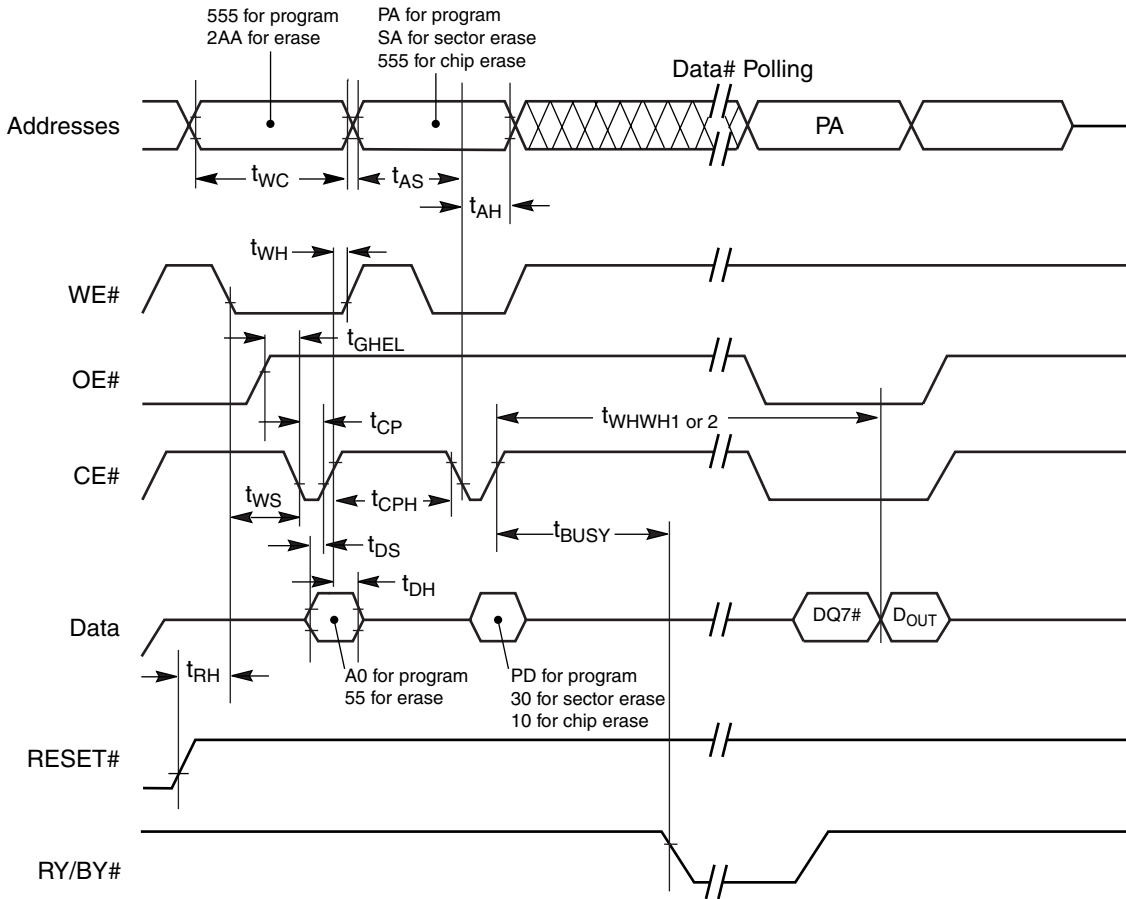 555 for program
2AA for erase
PA for program
SA for sector erase
555 for chip erase
Data# Polling
Addresses
PA
tWC
tAS
tAH
tWH
WE#
tGHEL
OE#
tCP
tWHWH1 or 2
CE#
tWS
tCPH
tBUSY
tDS
tDH
Data
DQ7#
DOUT
tRH
A0 for program
55 for erase
PD for program
30 for sector erase
10 for chip erase
RESET#
RY/BY#